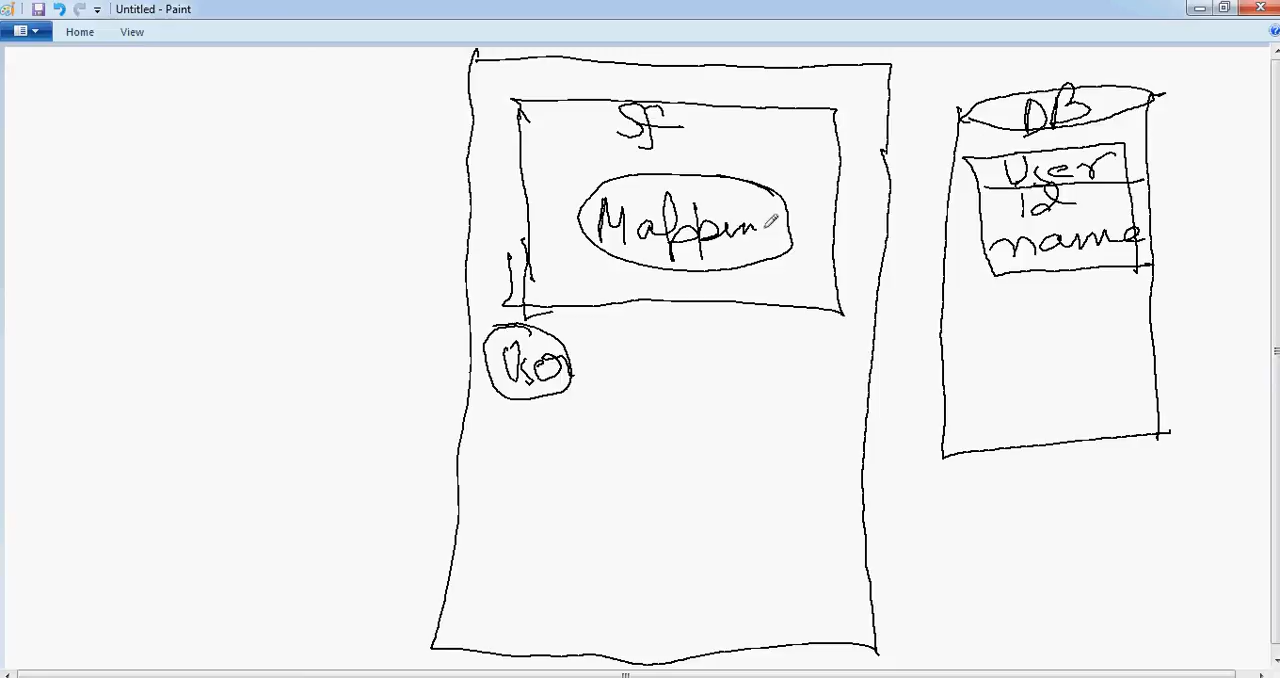 Untitled - Paint
Home View
SF
Mappin
DB
User
id
name